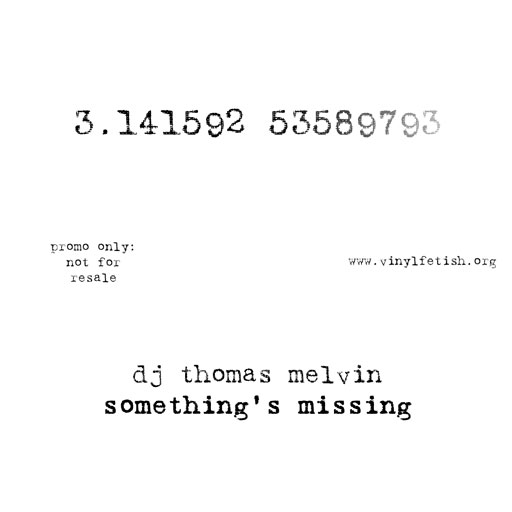 3.141592 53589793
promo only:
not for
resale
www.vinylfetish.org
dj thomas melvin
something's missing